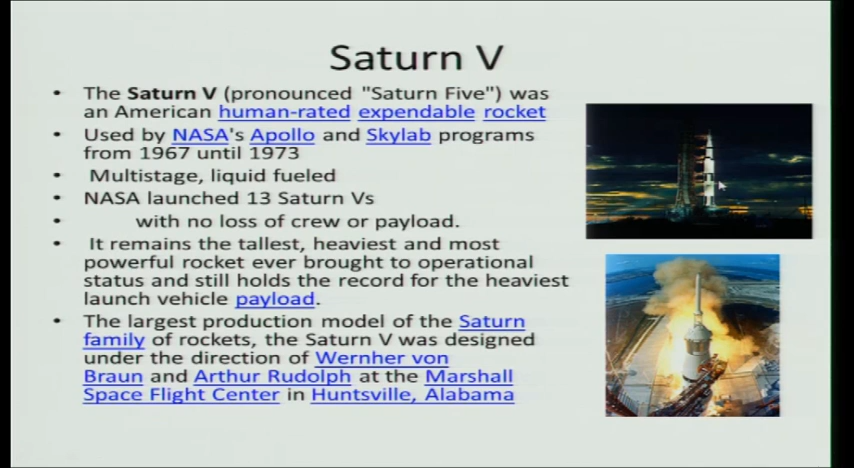 Saturn V
• The Saturn V (pronounced "Saturn Five") was
an American human-rated expendable rocket
• Used by NASA's Apollo and Skylab programs
from 1967 until 1973
• Multistage, liquid fueled
• NASA launched 13 Saturn Vs
• with no loss of crew or payload.
• It remains the tallest, heaviest and most
powerful rocket ever brought to operational
status and still holds the record for the heaviest
launch vehicle payload.
• The largest production model of the Saturn
family of rockets, the Saturn V was designed
under the direction of Wernher von
Braun and Arthur Rudolph at the Marshall
Space Flight Center in Huntsville, Alabama